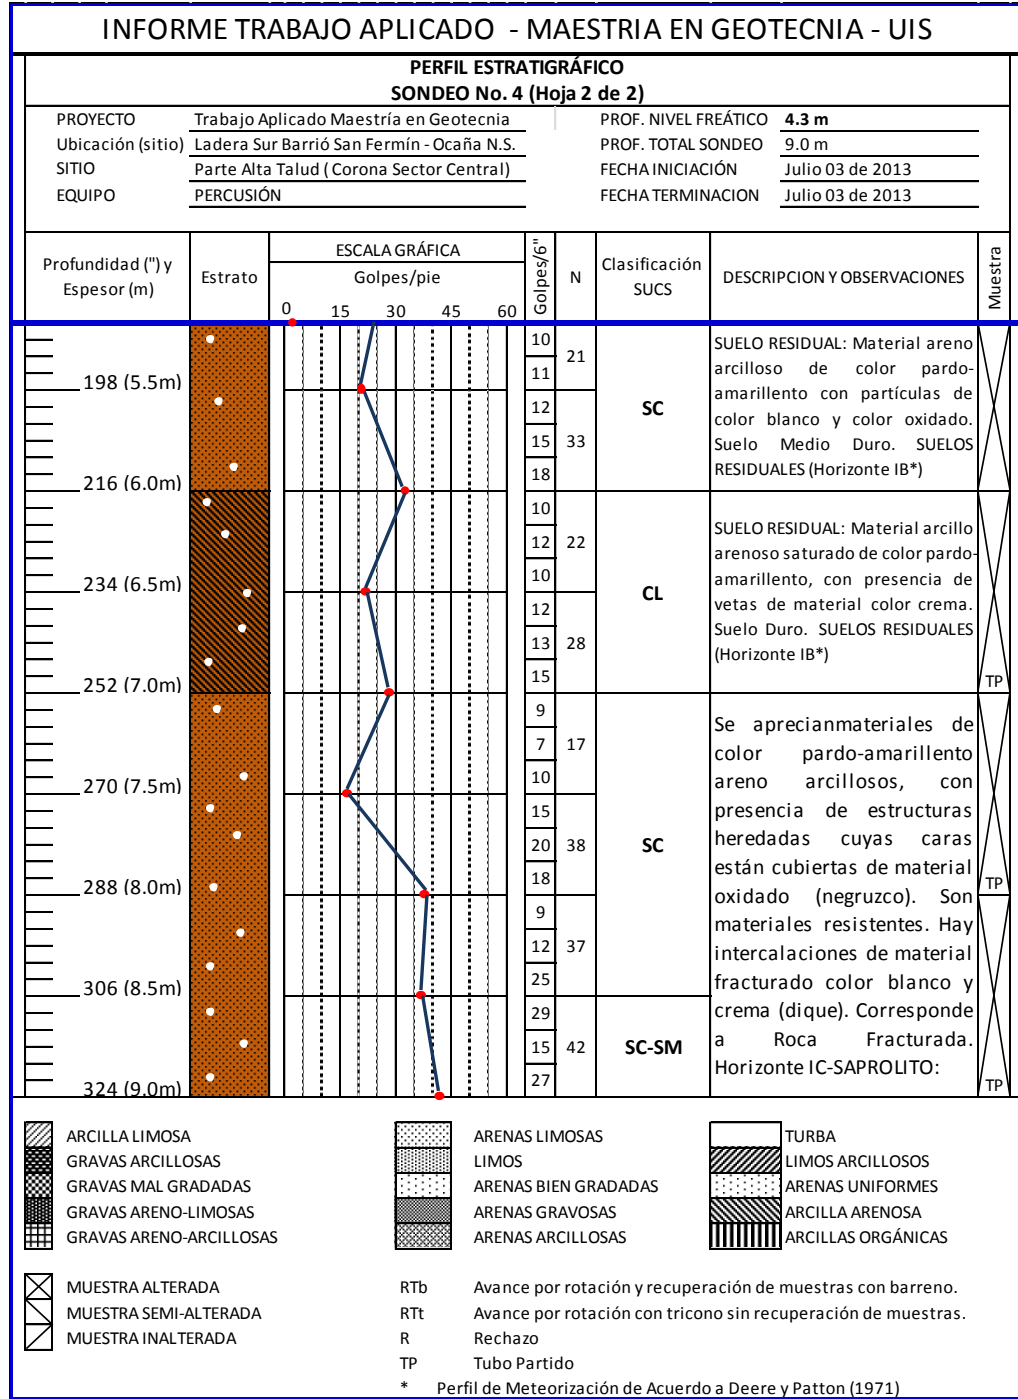 INFORME TRABAJO APLICADO - MAESTRIA EN GEOTECNIA - UIS
PERFIL ESTRATIGRÁFICO
SONDEO No. 4 (Hoja 2 de 2)
PROYECTO Trabajo Aplicado Maestría en Geotecnia PROF. NIVEL FREÁTICO 4.3 m
Ubicación (sitio) Ladera Sur Barrió San Fermín - Ocaña N.S. PROF. TOTAL SONDEO 9.0 m
SITIO Parte Alta Talud ( Corona Sector Central) FECHA INICIACIÓN Julio 03 de 2013
EQUIPO PERCUSIÓN FECHA TERMINACION Julio 03 de 2013
Profundidad (") y Espesor (m)
Estrato
ESCALA GRÁFICA
Golpes/pie
0 15 30 45 60
Golpes/6"
N
Clasificación SUCS
DESCRIPCION Y OBSERVACIONES
Muestra
10
11
21
198 (5.5m)
12
15
18
33
216 (6.0m)
SC
SUELO RESIDUAL: Material areno
arcilloso de color pardo-
amarillento con partículas de
color blanco y color oxidado.
Suelo Medio Duro. SUELOS
RESIDUALES (Horizonte IB*)
10
12
10
22
234 (6.5m)
12
13
15
28
252 (7.0m)
CL
SUELO RESIDUAL: Material arcillo
arenoso saturado de color pardo-
amarillento, con presencia de
vetas de material color crema.
Suelo Duro. SUELOS RESIDUALES
(Horizonte IB*)
TP
9
7
10
17
270 (7.5m)
15
20
18
38
288 (8.0m)
9
12
25
37
306 (8.5m)
SC
29
15
27
42
324 (9.0m)
SC-SM
Se aprecianmateriales de
color pardo-amarillento
areno arcillosos, con
presencia de estructuras
heredadas cuyas caras
están cubiertas de material
oxidado (negruzco). Son
materiales resistentes. Hay
intercalaciones de material
fracturado color blanco y
crema (dique). Corresponde
a Roca Fracturada.
Horizonte IC-SAPROLITO:
TP
TP
ARCILLA LIMOSA ARENAS LIMOSAS TURBA
GRAVAS ARCILLOSAS LIMOS LIMOS ARCILLOSOS
GRAVAS MAL GRADADAS ARENAS BIEN GRADADAS ARENAS UNIFORMES
GRAVAS ARENO-LIMOSAS ARENAS GRAVOSAS ARCILLA ARENOSA
GRAVAS ARENO-ARCILLOSAS ARENAS ARCILLOSAS ARCILLAS ORGÁNICAS
MUESTRA ALTERADA RTb Avance por rotación y recuperación de muestras con barreno.
MUESTRA SEMI-ALTERADA RTt Avance por rotación con tricono sin recuperación de muestras.
MUESTRA INALTERADA R Rechazo
TP Tubo Partido
* Perfil de Meteorización de Acuerdo a Deere y Patton (1971)